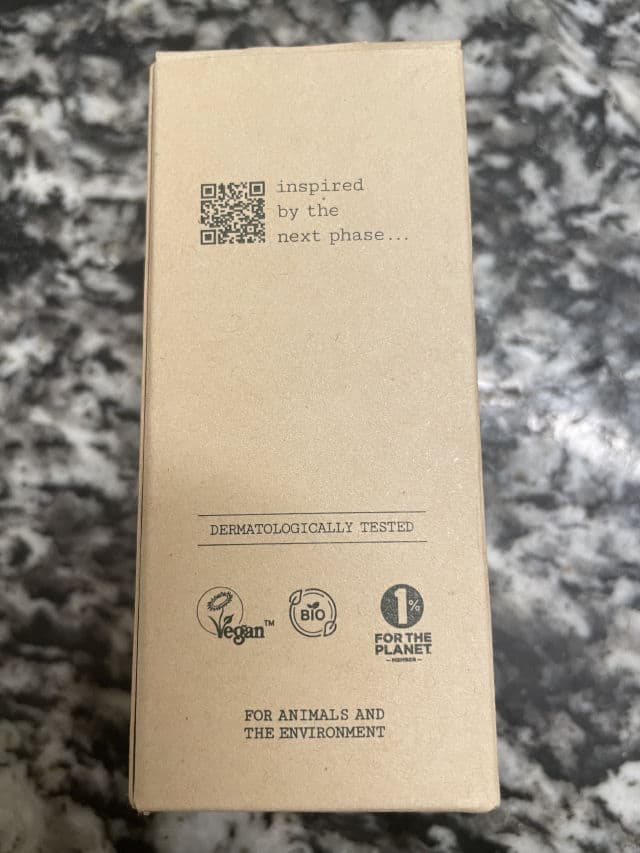 inspired
by the
next phase...
DERMATOLOGICALLY TESTED
Vegan™
BIO
1%
FOR THE
PLANET
MEMBER
FOR ANIMALS AND
THE ENVIRONMENT